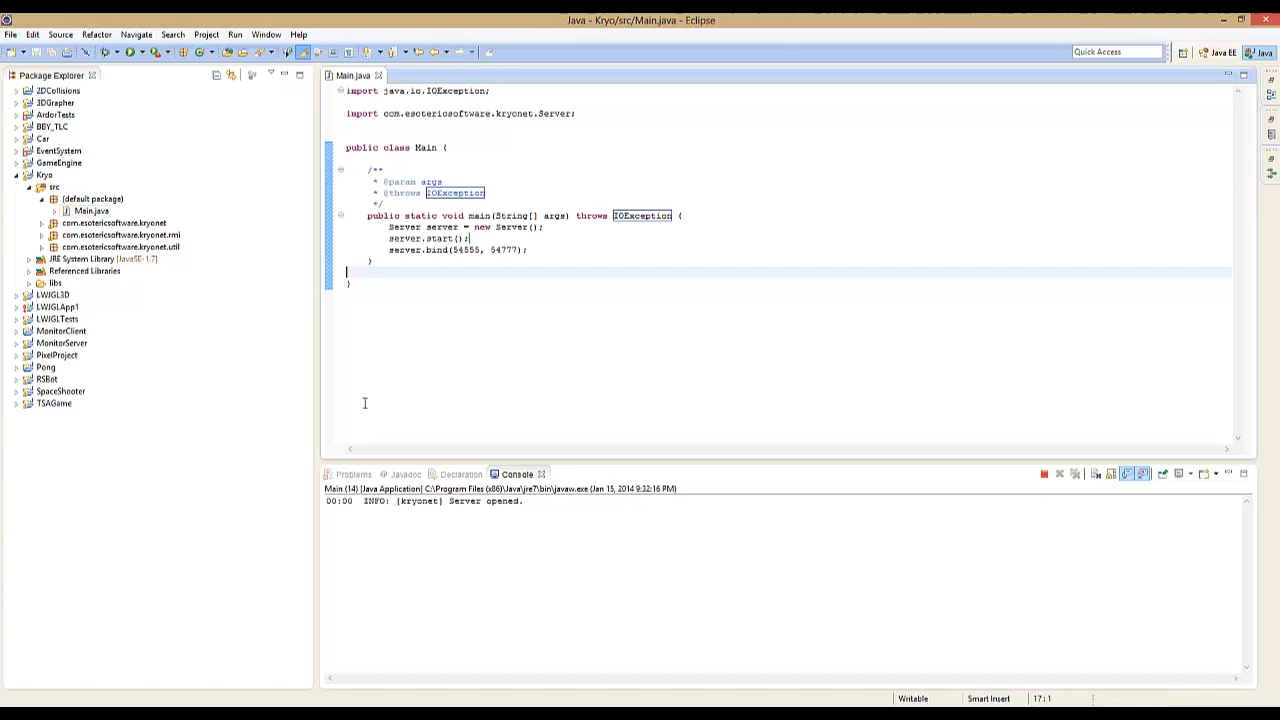 Java - Kryo/src/Main.java - Eclipse
File Edit Source Refactor Navigate Search Project Run Window Help
Quick Access
Java EE
Java
Package Explorer
2DCollisions
3DGrapher
ArdorTests
BBY_TLC
Car
EventSystem
GameEngine
Kryo
src
(default package)
Main.java
com.esotericsoftware.kryonet
com.esotericsoftware.kryonet.rmi
com.esotericsoftware.kryonet.util
JRE System Library [JavaSE-1.7]
Referenced Libraries
libs
LWJGL3D
LWJGLApp1
LWJGLTests
MonitorClient
MonitorServer
PixelProject
Pong
RSBot
SpaceShooter
TSAGame
Main.java
import java.io.IOException;
import com.esotericsoftware.kryonet.Server;
public class Main {
/**
* @param args
* @throws IOException
*/
public static void main(String[] args) throws IOException {
Server server = new Server();
server.start();
server.bind(54555, 54777);
}
}
Problems @ Javadoc Declaration Console
Main (14) [Java Application] C:\Program Files (x86)\Java\jre7\bin\javaw.exe (Jan 15, 2014 9:32:16 PM)
00:00 INFO: [kryonet] Server opened.
Writable Smart Insert 17 : 1